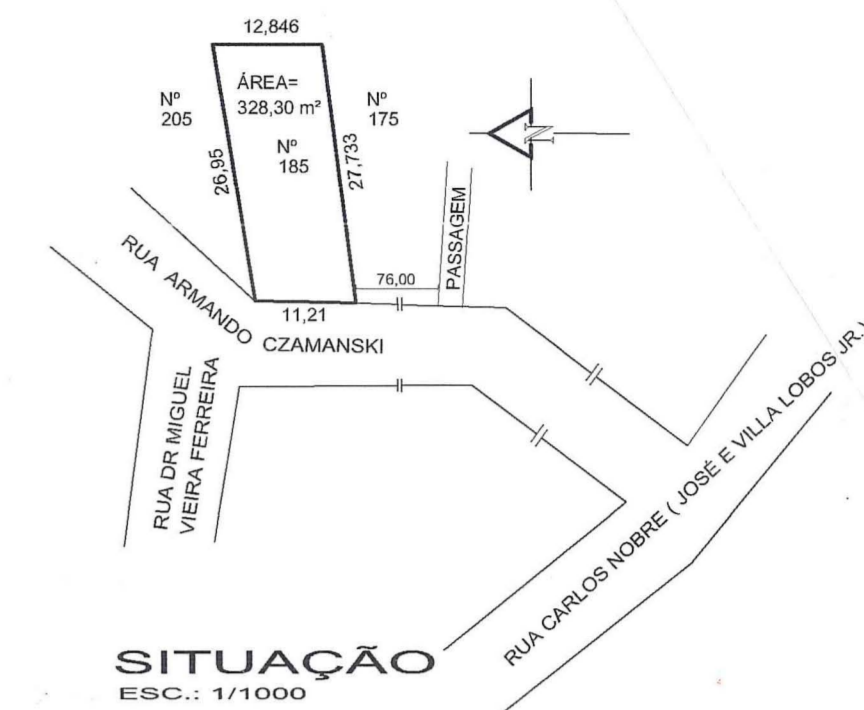 12,846
ÁREA=
328,30 m²
Nº
205
Nº
175
Nº
185
26,95
27,733
N
PASSAGEM
76,00
11,21
RUA ARMANDO CZAMANSKI
RUA DR MIGUEL
VIEIRA FERREIRA
RUA CARLOS NOBRE ( JOSÉ E VILLA LOBOS JR.)
SITUAÇÃO
ESC.: 1/1000